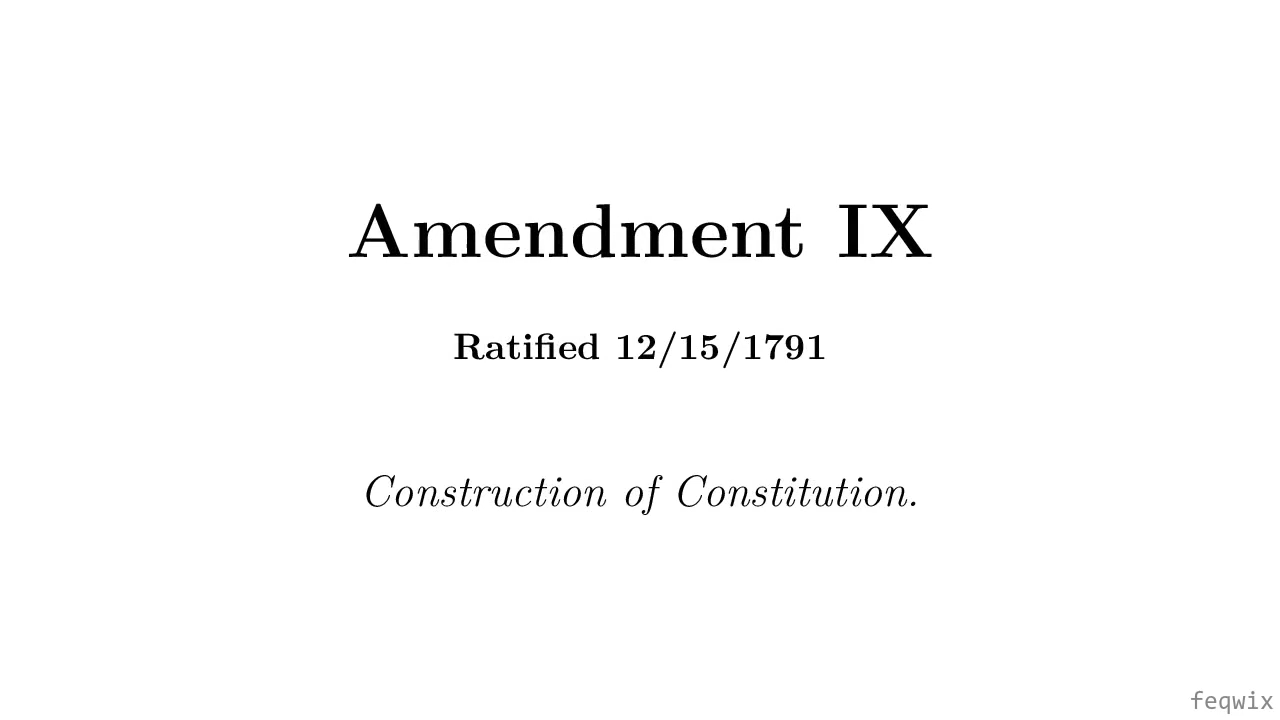 Amendment IX
Ratified 12/15/1791
Construction of Constitution.
feqwix